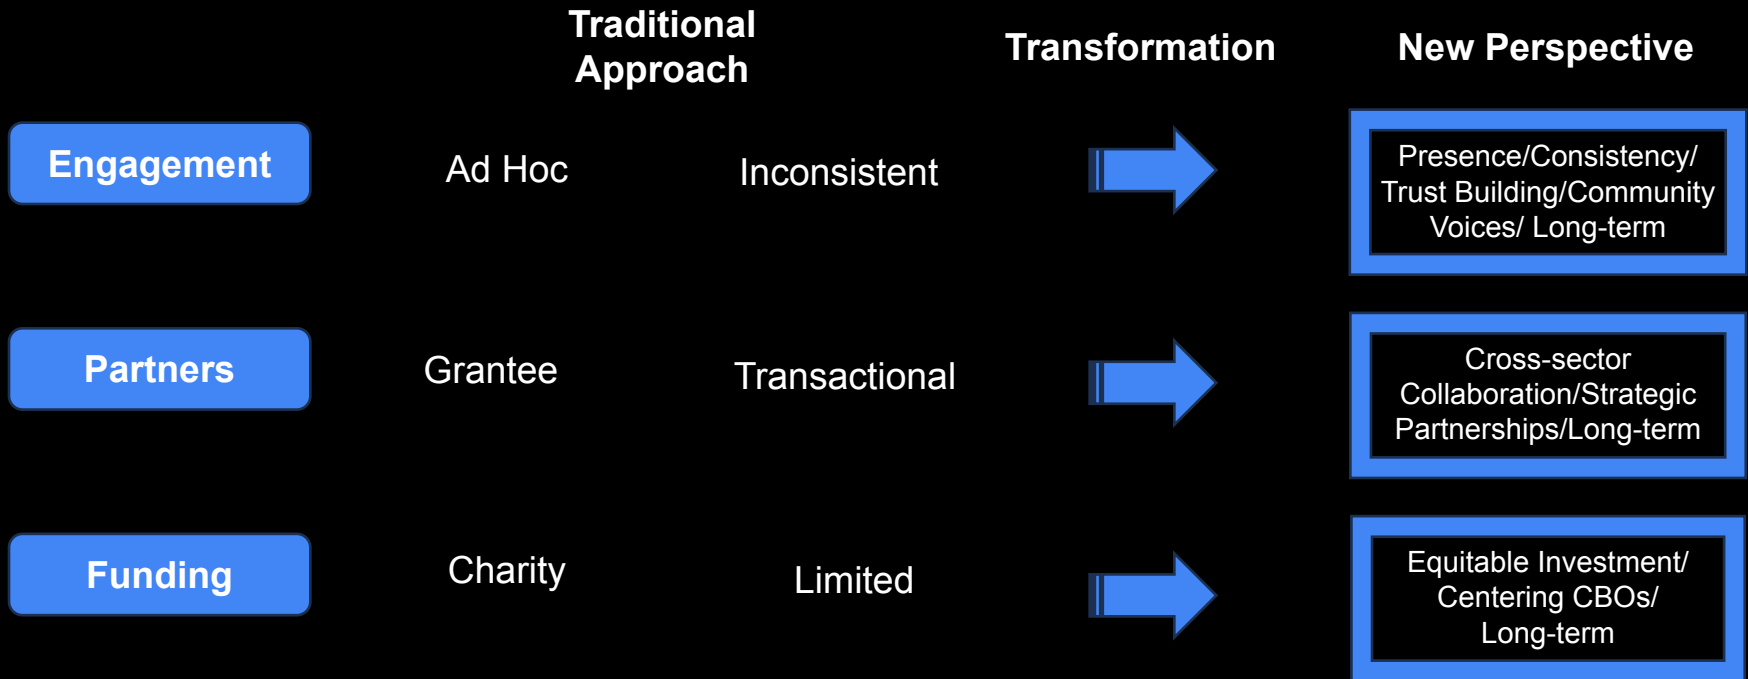 Traditional
Approach
Transformation
New Perspective
Engagement
Ad Hoc
Inconsistent
Presence/Consistency/
Trust Building/Community
Voices/ Long-term
Partners
Grantee
Transactional
Cross-sector
Collaboration/Strategic
Partnerships/Long-term
Funding
Charity
Limited
Equitable Investment/
Centering CBOs/
Long-term